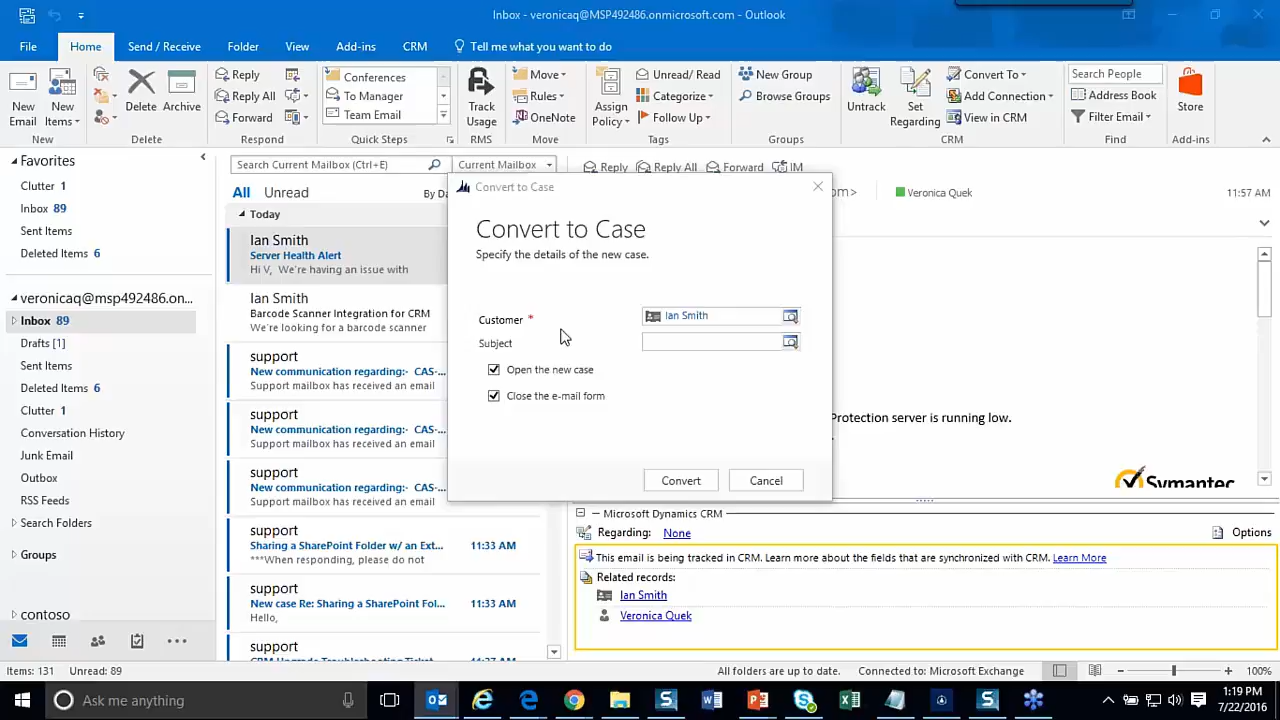 Inbox - veronicaq@MSP492486.onmicrosoft.com - Outlook
File Home Send / Receive Folder View Add-ins CRM Tell me what you want to do
New Email
New Items
New
Delete
Archive
Delete
Reply
Reply All
Forward
Respond
Conferences
To Manager
Team Email
Quick Steps
Track Usage
RMS
Move
Rules
OneNote
Move
Assign Policy
Unread/ Read
Categorize
Follow Up
Tags
New Group
Browse Groups
Groups
Untrack
Set Regarding
Convert To
Add Connection
View in CRM
CRM
Search People
Address Book
Filter Email
Find
Store
Add-ins
Favorites
Clutter 1
Inbox 89
Sent Items
Deleted Items 6
veronicaq@msp492486.on...
Inbox 89
Drafts [1]
Sent Items
Deleted Items 6
Clutter 1
Conversation History
Junk Email
Outbox
RSS Feeds
Search Folders
Groups
contoso
Search Current Mailbox (Ctrl+E)
Current Mailbox
All Unread
By Da
Today
Ian Smith
Server Health Alert
Hi V, We're having an issue with
Ian Smith
Barcode Scanner Integration for CRM
We're looking for a barcode scanner
support
New communication regarding:- CAS-...
Support mailbox has received an email
support
New communication regarding:- CAS-...
Support mailbox has received an email
support
New communication regarding:- CAS-...
Support mailbox has received an email
support
Sharing a SharePoint Folder w/ an Ext... 11:33 AM
***When responding, please do not
support
New case Re: Sharing a SharePoint Fol... 11:33 AM
Hello,
support
Reply Reply All Forward IM
om> Veronica Quek 11:57 AM
Protection server is running low.
Symantec
Convert to Case
Convert to Case
Specify the details of the new case.
Customer * Ian Smith
Subject
Open the new case
Close the e-mail form
Convert Cancel
Microsoft Dynamics CRM
Regarding: None Options
This email is being tracked in CRM. Learn more about the fields that are synchronized with CRM. Learn More
Related records:
Ian Smith
Veronica Quek
Items: 131 Unread: 89 All folders are up to date. Connected to: Microsoft Exchange 100%
Ask me anything
1:19 PM
7/22/2016